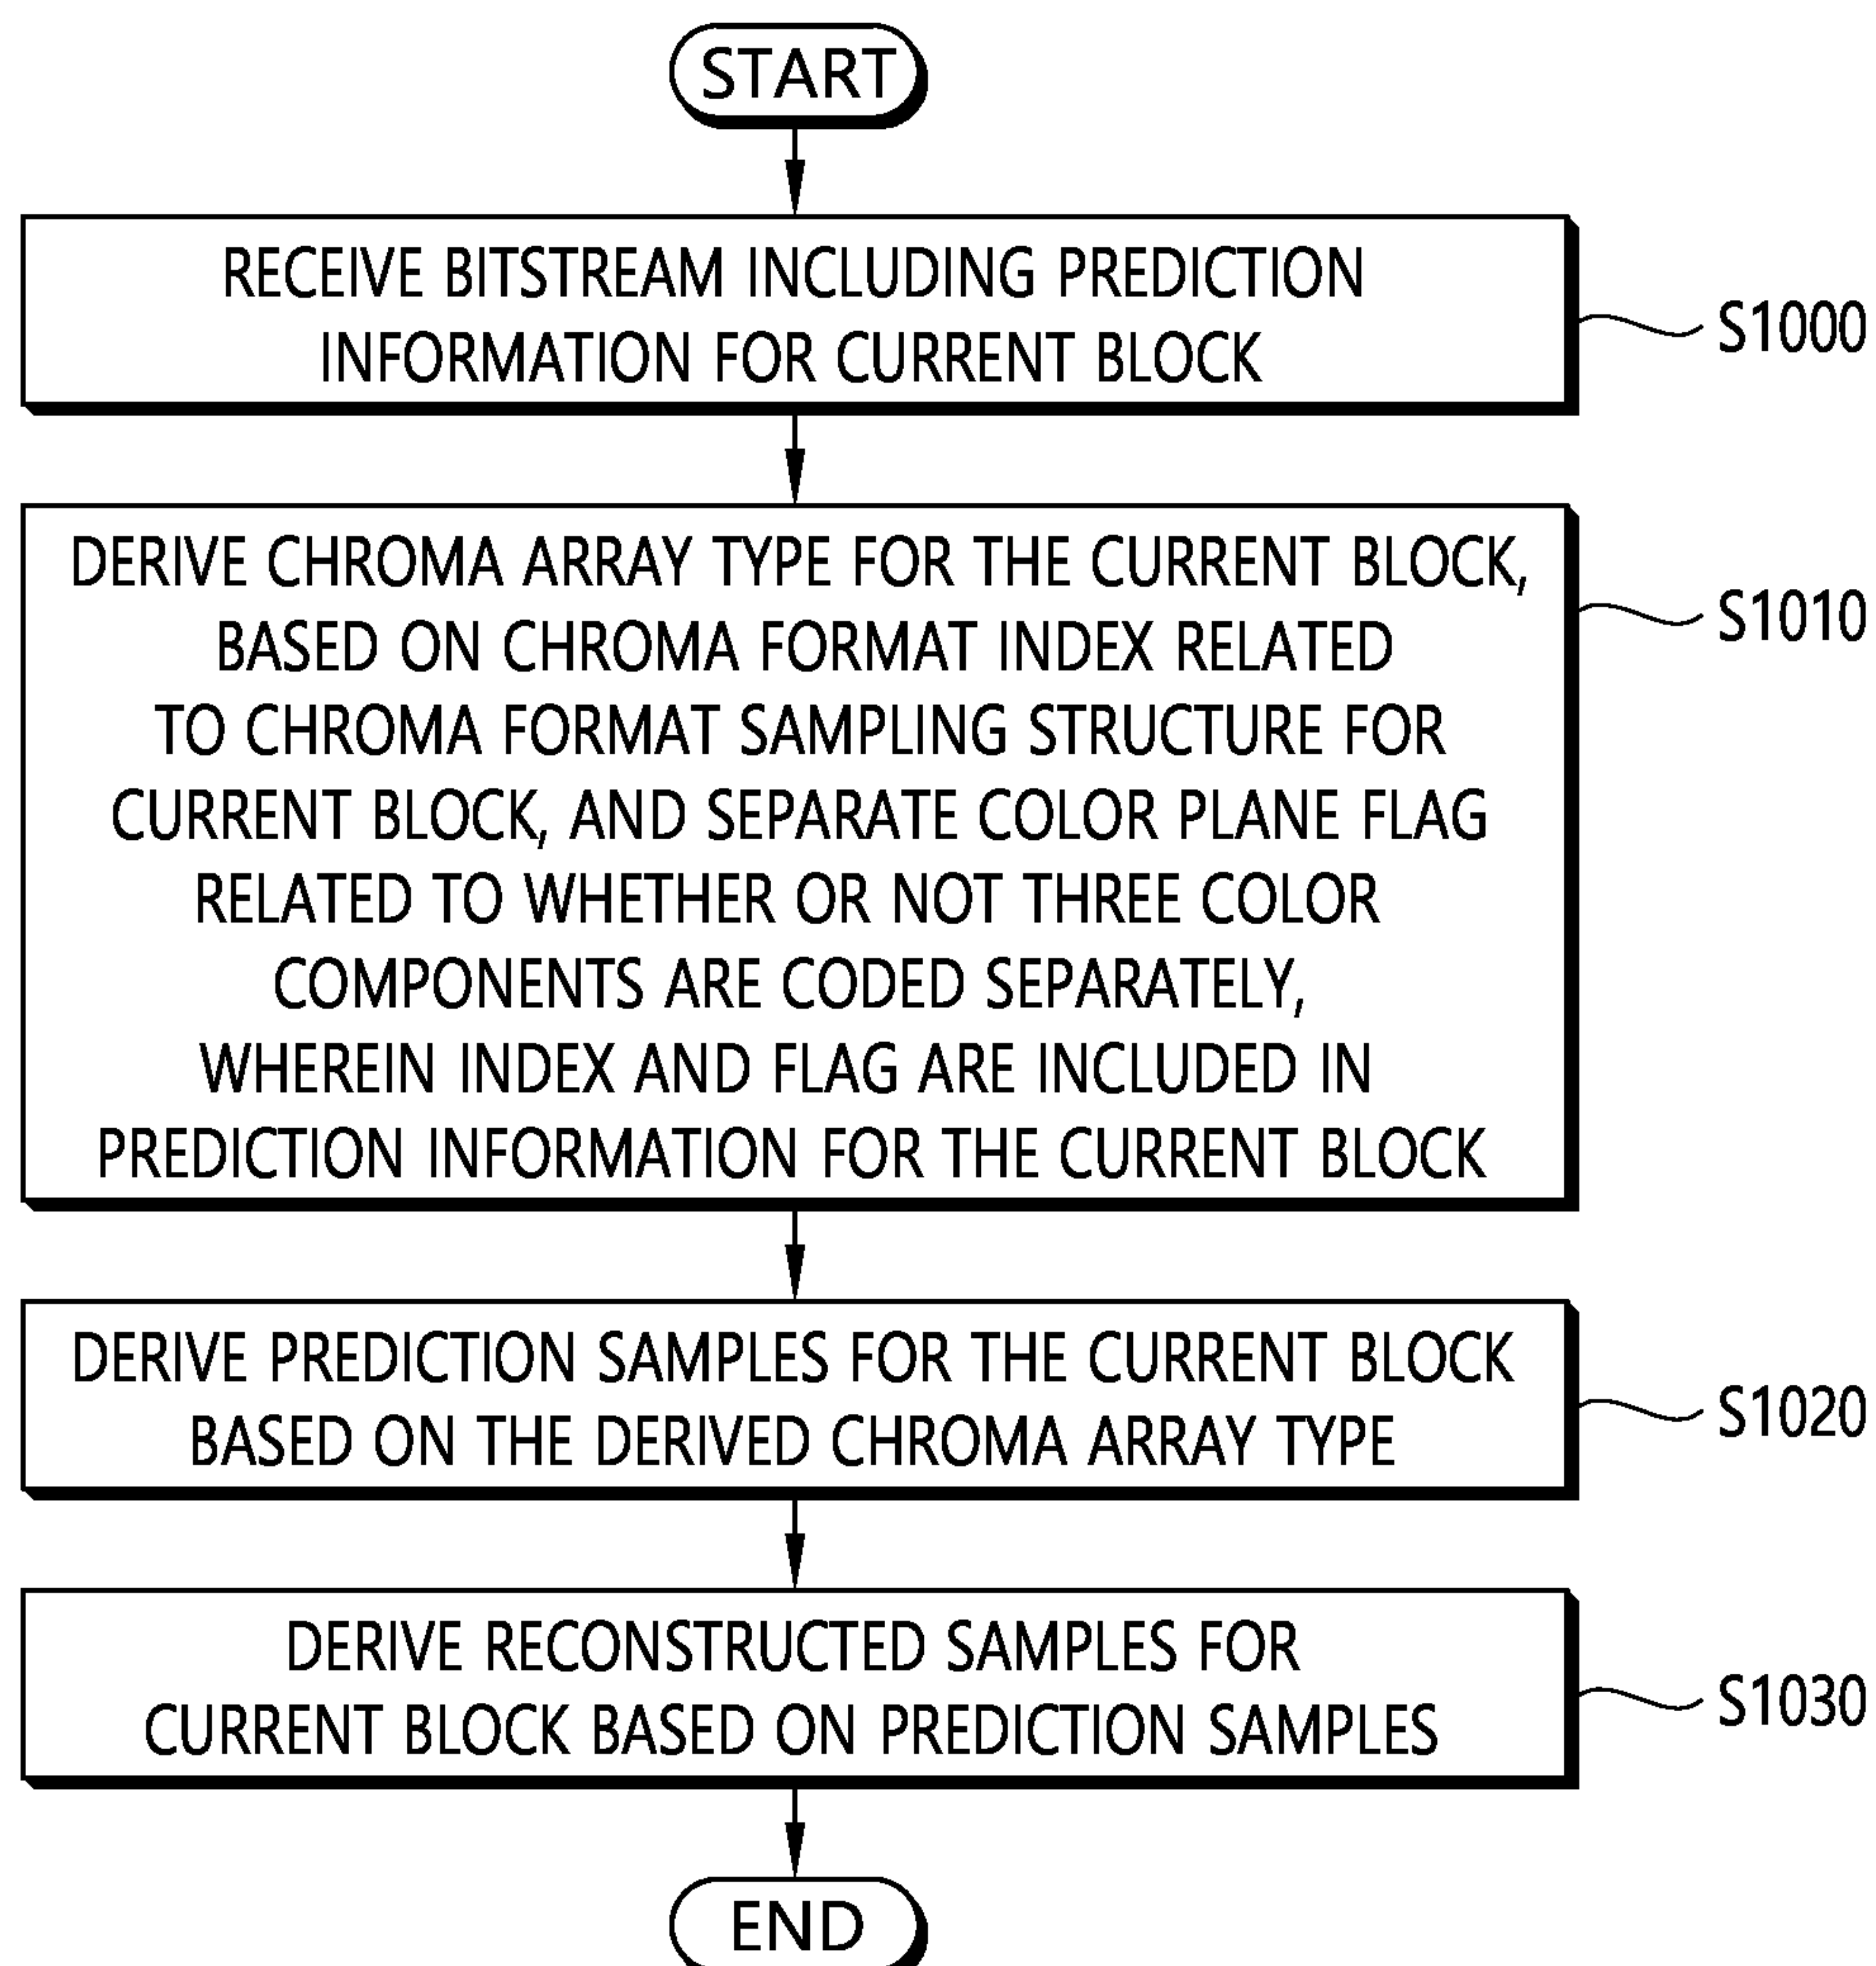 START
RECEIVE BITSTREAM INCLUDING PREDICTION
INFORMATION FOR CURRENT BLOCK
S1000
DERIVE CHROMA ARRAY TYPE FOR THE CURRENT BLOCK,
BASED ON CHROMA FORMAT INDEX RELATED
TO CHROMA FORMAT SAMPLING STRUCTURE FOR
CURRENT BLOCK, AND SEPARATE COLOR PLANE FLAG
RELATED TO WHETHER OR NOT THREE COLOR
COMPONENTS ARE CODED SEPARATELY,
WHEREIN INDEX AND FLAG ARE INCLUDED IN
PREDICTION INFORMATION FOR THE CURRENT BLOCK
S1010
DERIVE PREDICTION SAMPLES FOR THE CURRENT BLOCK
BASED ON THE DERIVED CHROMA ARRAY TYPE
S1020
DERIVE RECONSTRUCTED SAMPLES FOR
CURRENT BLOCK BASED ON PREDICTION SAMPLES
S1030
END